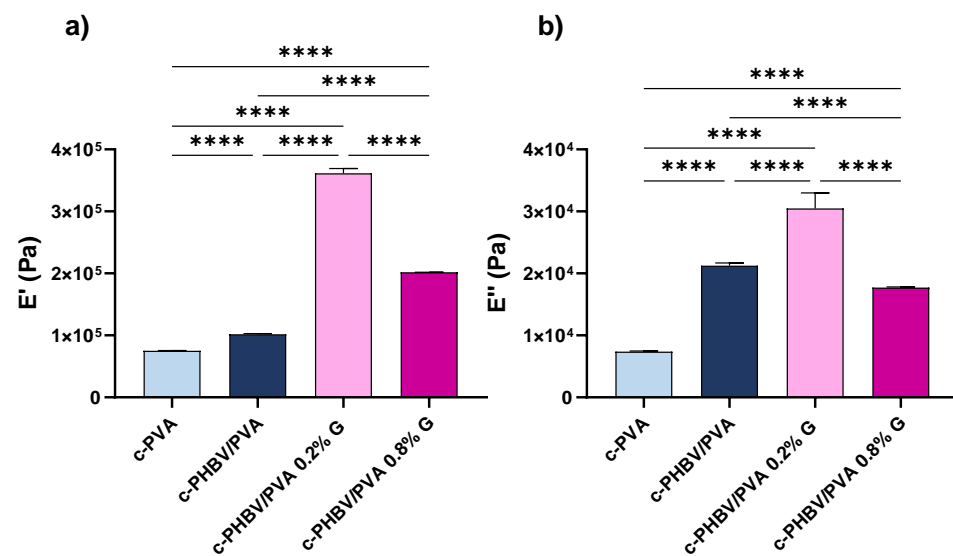 a)
****
****
****
**** **** ****
4×10⁵
3×10⁵
2×10⁵
1×10⁵
0
E' (Pa)
c-PVA
c-PHBV/PVA
c-PHBV/PVA 0.2% G
c-PHBV/PVA 0.8% G
b)
****
****
****
**** **** ****
4×10⁴
3×10⁴
2×10⁴
1×10⁴
0
E'' (Pa)
c-PVA
c-PHBV/PVA
c-PHBV/PVA 0.2% G
c-PHBV/PVA 0.8% G